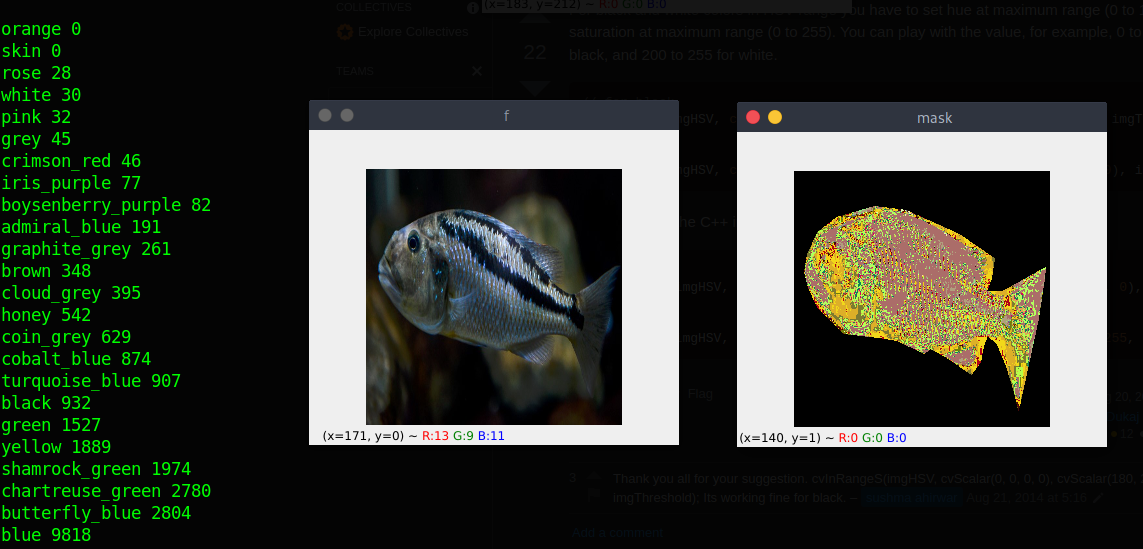 orange 0
skin 0
rose 28
white 30
pink 32
grey 45
crimson_red 46
iris_purple 77
boysenberry_purple 82
admiral_blue 191
graphite_grey 261
brown 348
cloud_grey 395
honey 542
coin_grey 629
cobalt_blue 874
turquoise_blue 907
black 932
green 1527
yellow 1889
shamrock_green 1974
chartreuse_green 2780
butterfly_blue 2804
blue 9818
COLLECTIVES
Explore Collectives
TEAMS
(x=183, y=212) ~ R:0 G:0 B:0
22
you have to set hue at maximum range (0 to
saturation at maximum range (0 to 255). You can play with the value, for example, 0 to
black, and 200 to 255 for white.
f
(x=171, y=0) ~ R:13 G:9 B:11
mask
(x=140, y=1) ~ R:0 G:0 B:0
imgHSV,
the C++
Flag
3
Thank you all for your suggestion. cvInRangeS(imgHSV, cvScalar(0, 0, 0, 0), cvScalar(180,
imgThreshold); Its working fine for black. –
Aug 21, 2014 at 5:16
Add a comment